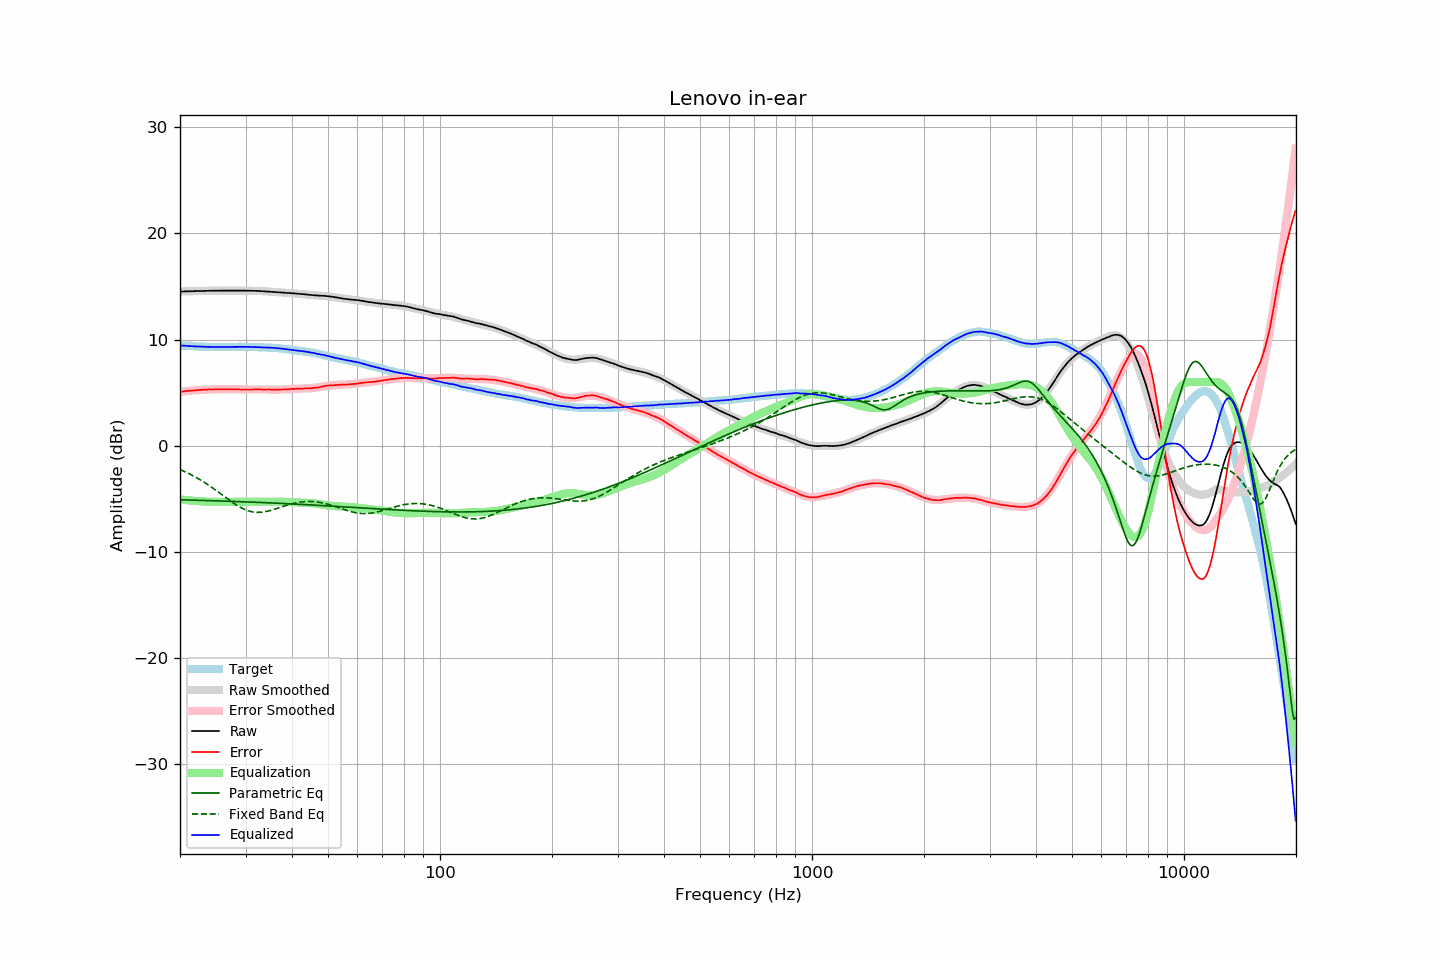 Lenovo in-ear
30
20
10
0
−10
−20
−30
Amplitude (dBr)
Target
Raw Smoothed
Error Smoothed
Raw
Error
Equalization
Parametric Eq
Fixed Band Eq
Equalized
100
1000
10000
Frequency (Hz)